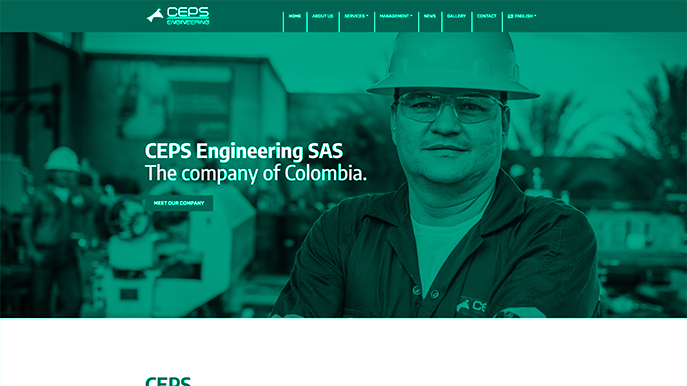 CEPS
ENGINEERING
HOME
ABOUT US
SERVICES
MANAGEMENT
NEWS
GALLERY
CONTACT
ENGLISH
CEPS Engineering SAS
The company of Colombia.
MEET OUR COMPANY
CEPS